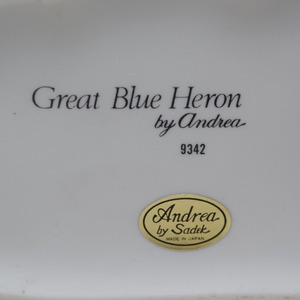 Great Blue Heron
by Andrea
9342
Andrea
by Sadek
MADE IN JAPAN